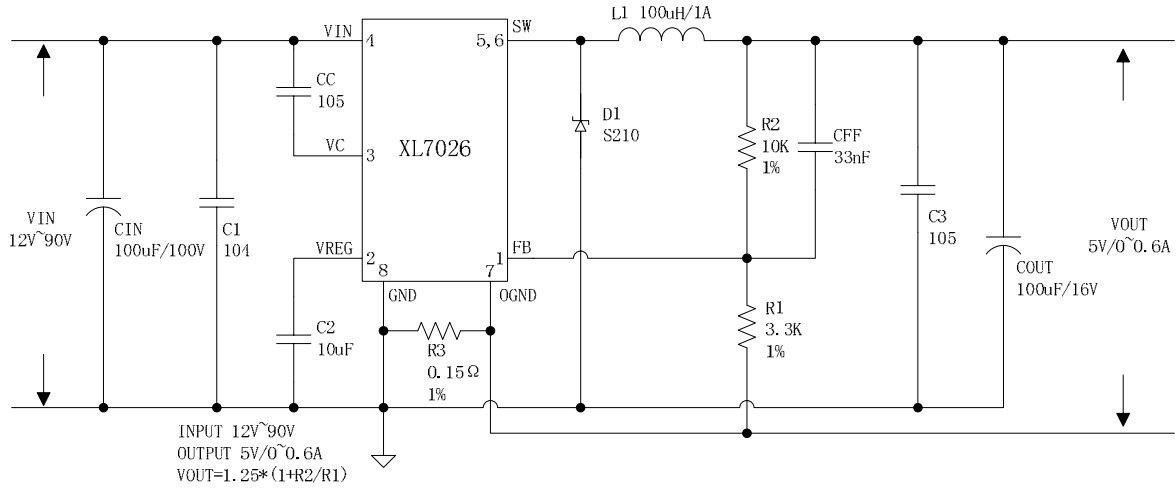 L1 100uH/1A
VIN
4
5,6
SW
CC
105
VC
3
XL7026
D1
S210
R2
10K
1%
CFF
33nF
VIN
12V~90V
CIN
100uF/100V
C1
104
VREG
2
8
GND
1
FB
7
OGND
C3
105
COUT
100uF/16V
VOUT
5V/0~0.6A
C2
10uF
R3
0.15Ω
1%
R1
3.3K
1%
INPUT 12V~90V
OUTPUT 5V/0~0.6A
VOUT=1.25*(1+R2/R1)